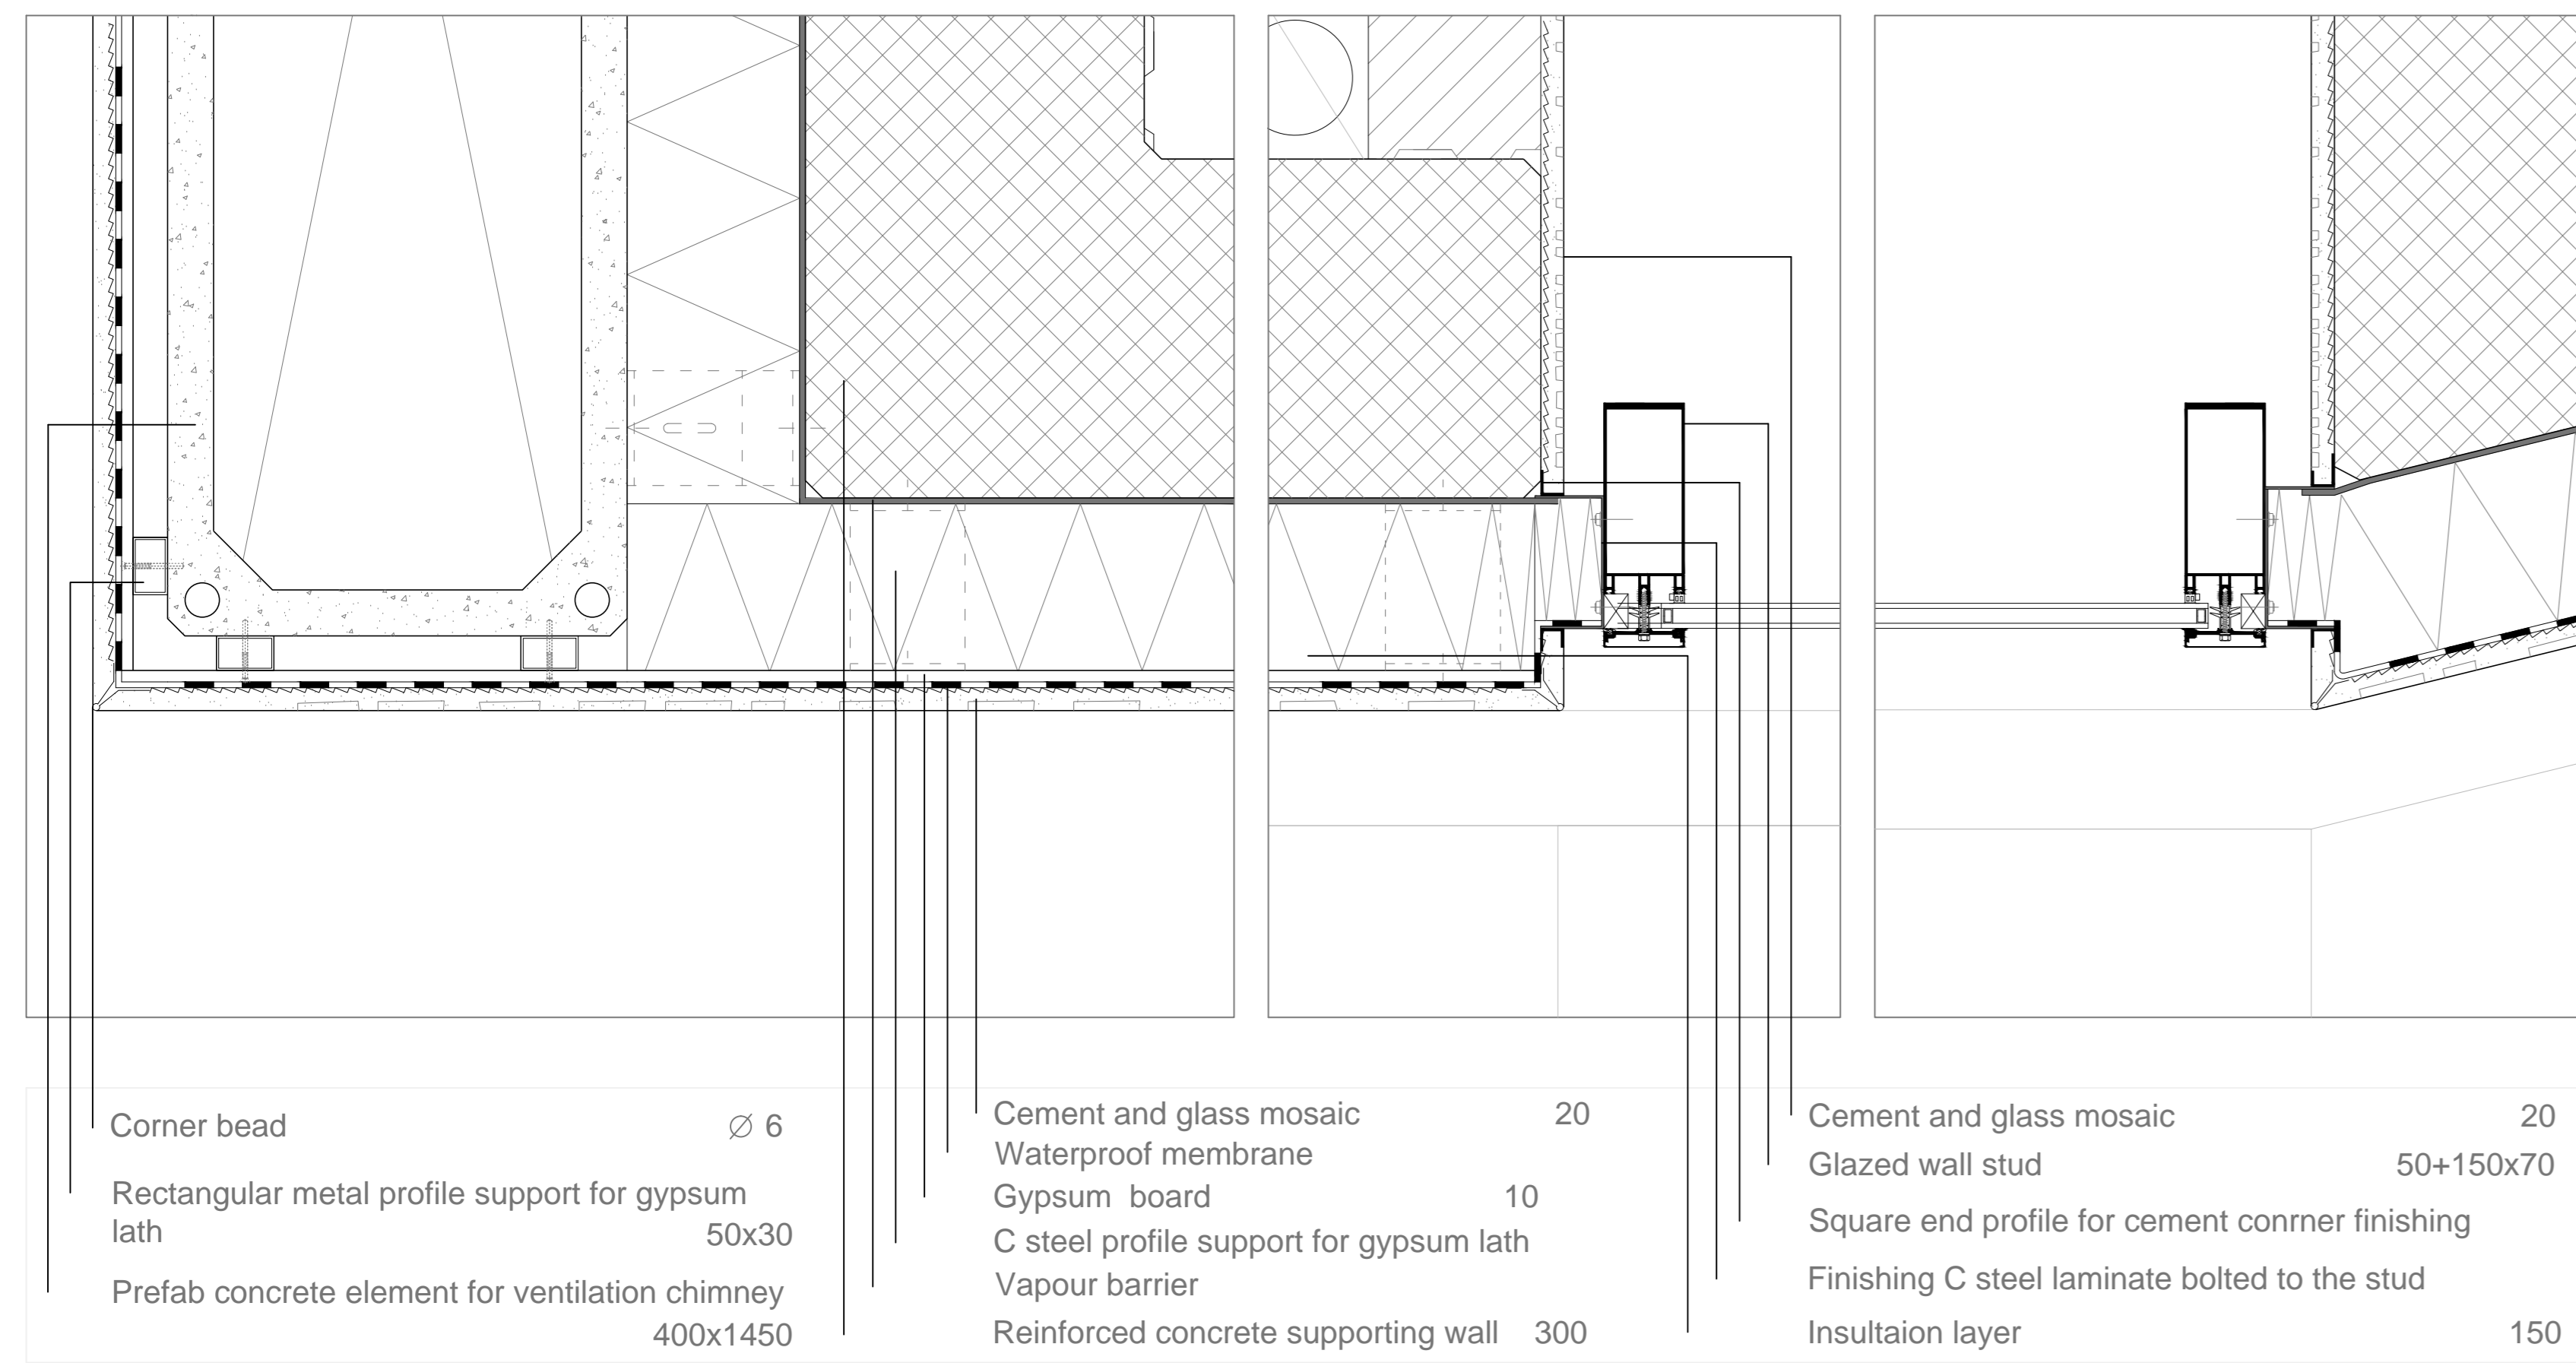 Corner bead ∅ 6
Rectangular metal profile support for gypsum
lath 50x30
Prefab concrete element for ventilation chimney
400x1450
Cement and glass mosaic 20
Waterproof membrane
Gypsum board 10
C steel profile support for gypsum lath
Vapour barrier
Reinforced concrete supporting wall 300
Cement and glass mosaic 20
Glazed wall stud 50+150x70
Square end profile for cement conrner finishing
Finishing C steel laminate bolted to the stud
Insultaion layer 150